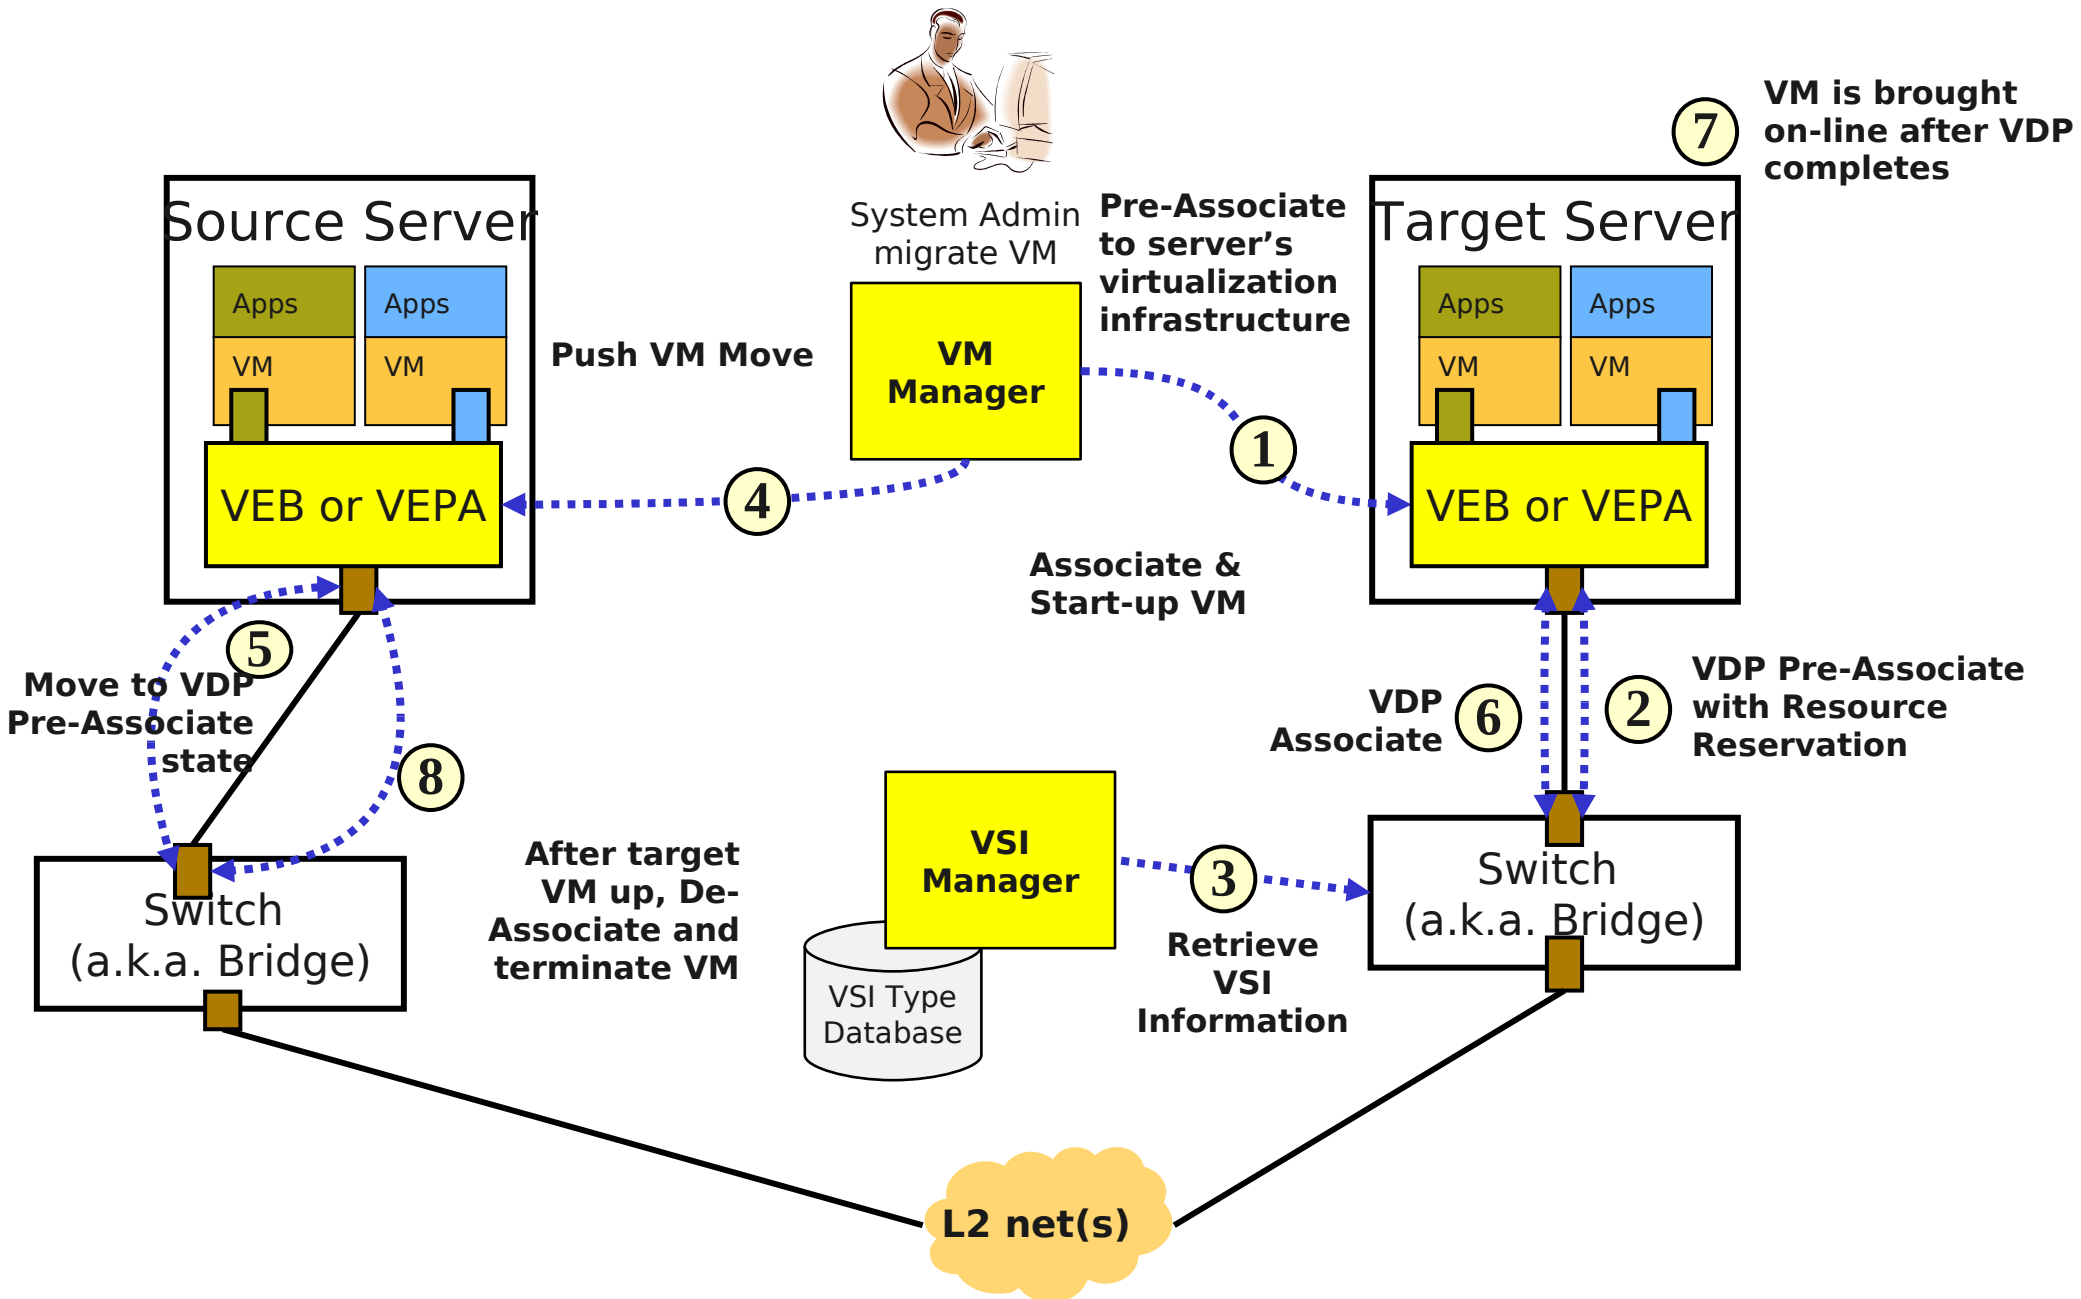 VM is brought
on-line after VDP
completes
7
Source Server
Apps
Apps
VM
VM
VEB or VEPA
System Admin
migrate VM
VM
Manager
Pre-Associate
to server’s
virtualization
infrastructure
Target Server
Apps
Apps
VM
VM
VEB or VEPA
Push VM Move
4
1
Associate &
Start-up VM
5
Move to VDP
Pre-Associate
state
8
VDP
Associate
6
2
VDP Pre-Associate
with Resource
Reservation
After target
VM up, De-
Associate and
terminate VM
VSI
Manager
VSI Type
Database
3
Retrieve
VSI
Information
Switch
(a.k.a. Bridge)
Switch
(a.k.a. Bridge)
L2 net(s)